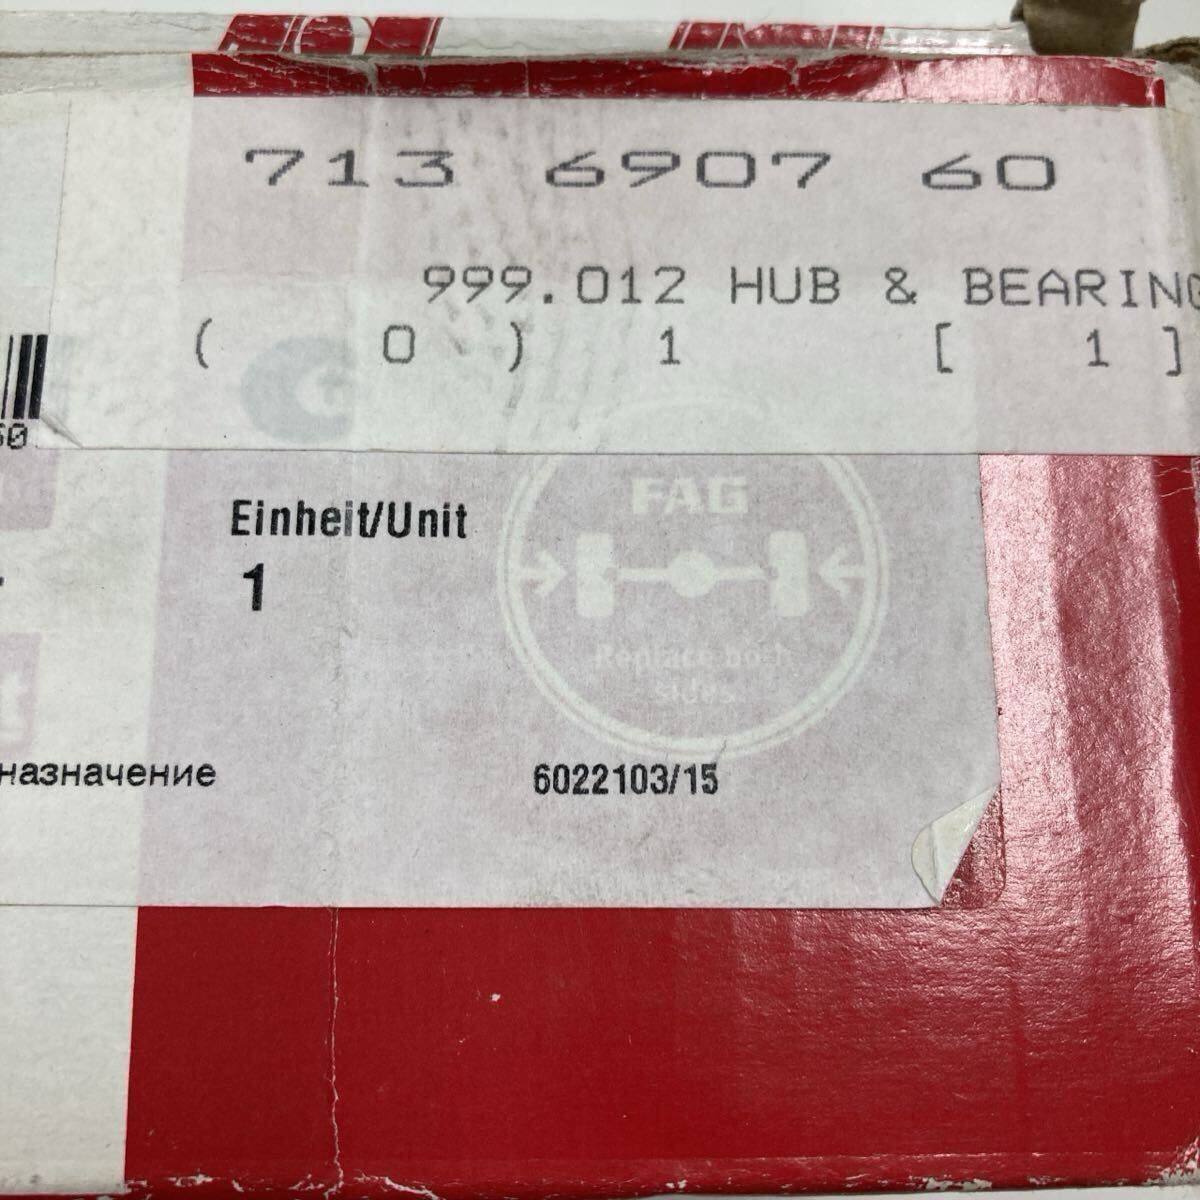 713 6907 60
999.012 HUB & BEARING
( 0 ) 1 [ 1 ]
60
FAG
Einheit/Unit
1
Replace both
sides
назначение
6022103/15